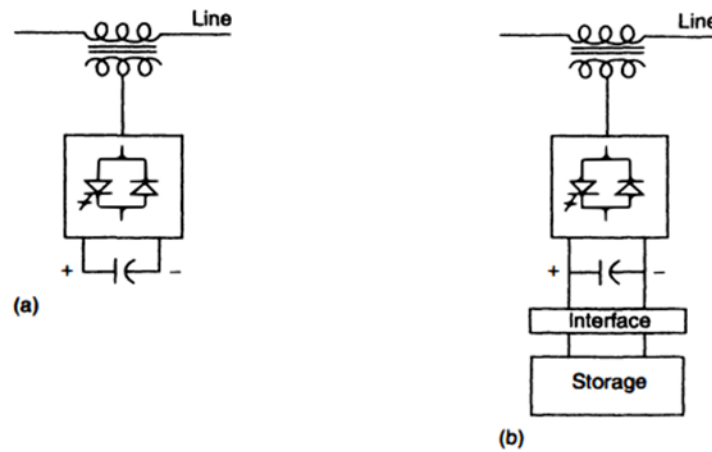 Line
+ −
(a)
Line
+ −
Interface
Storage
(b)